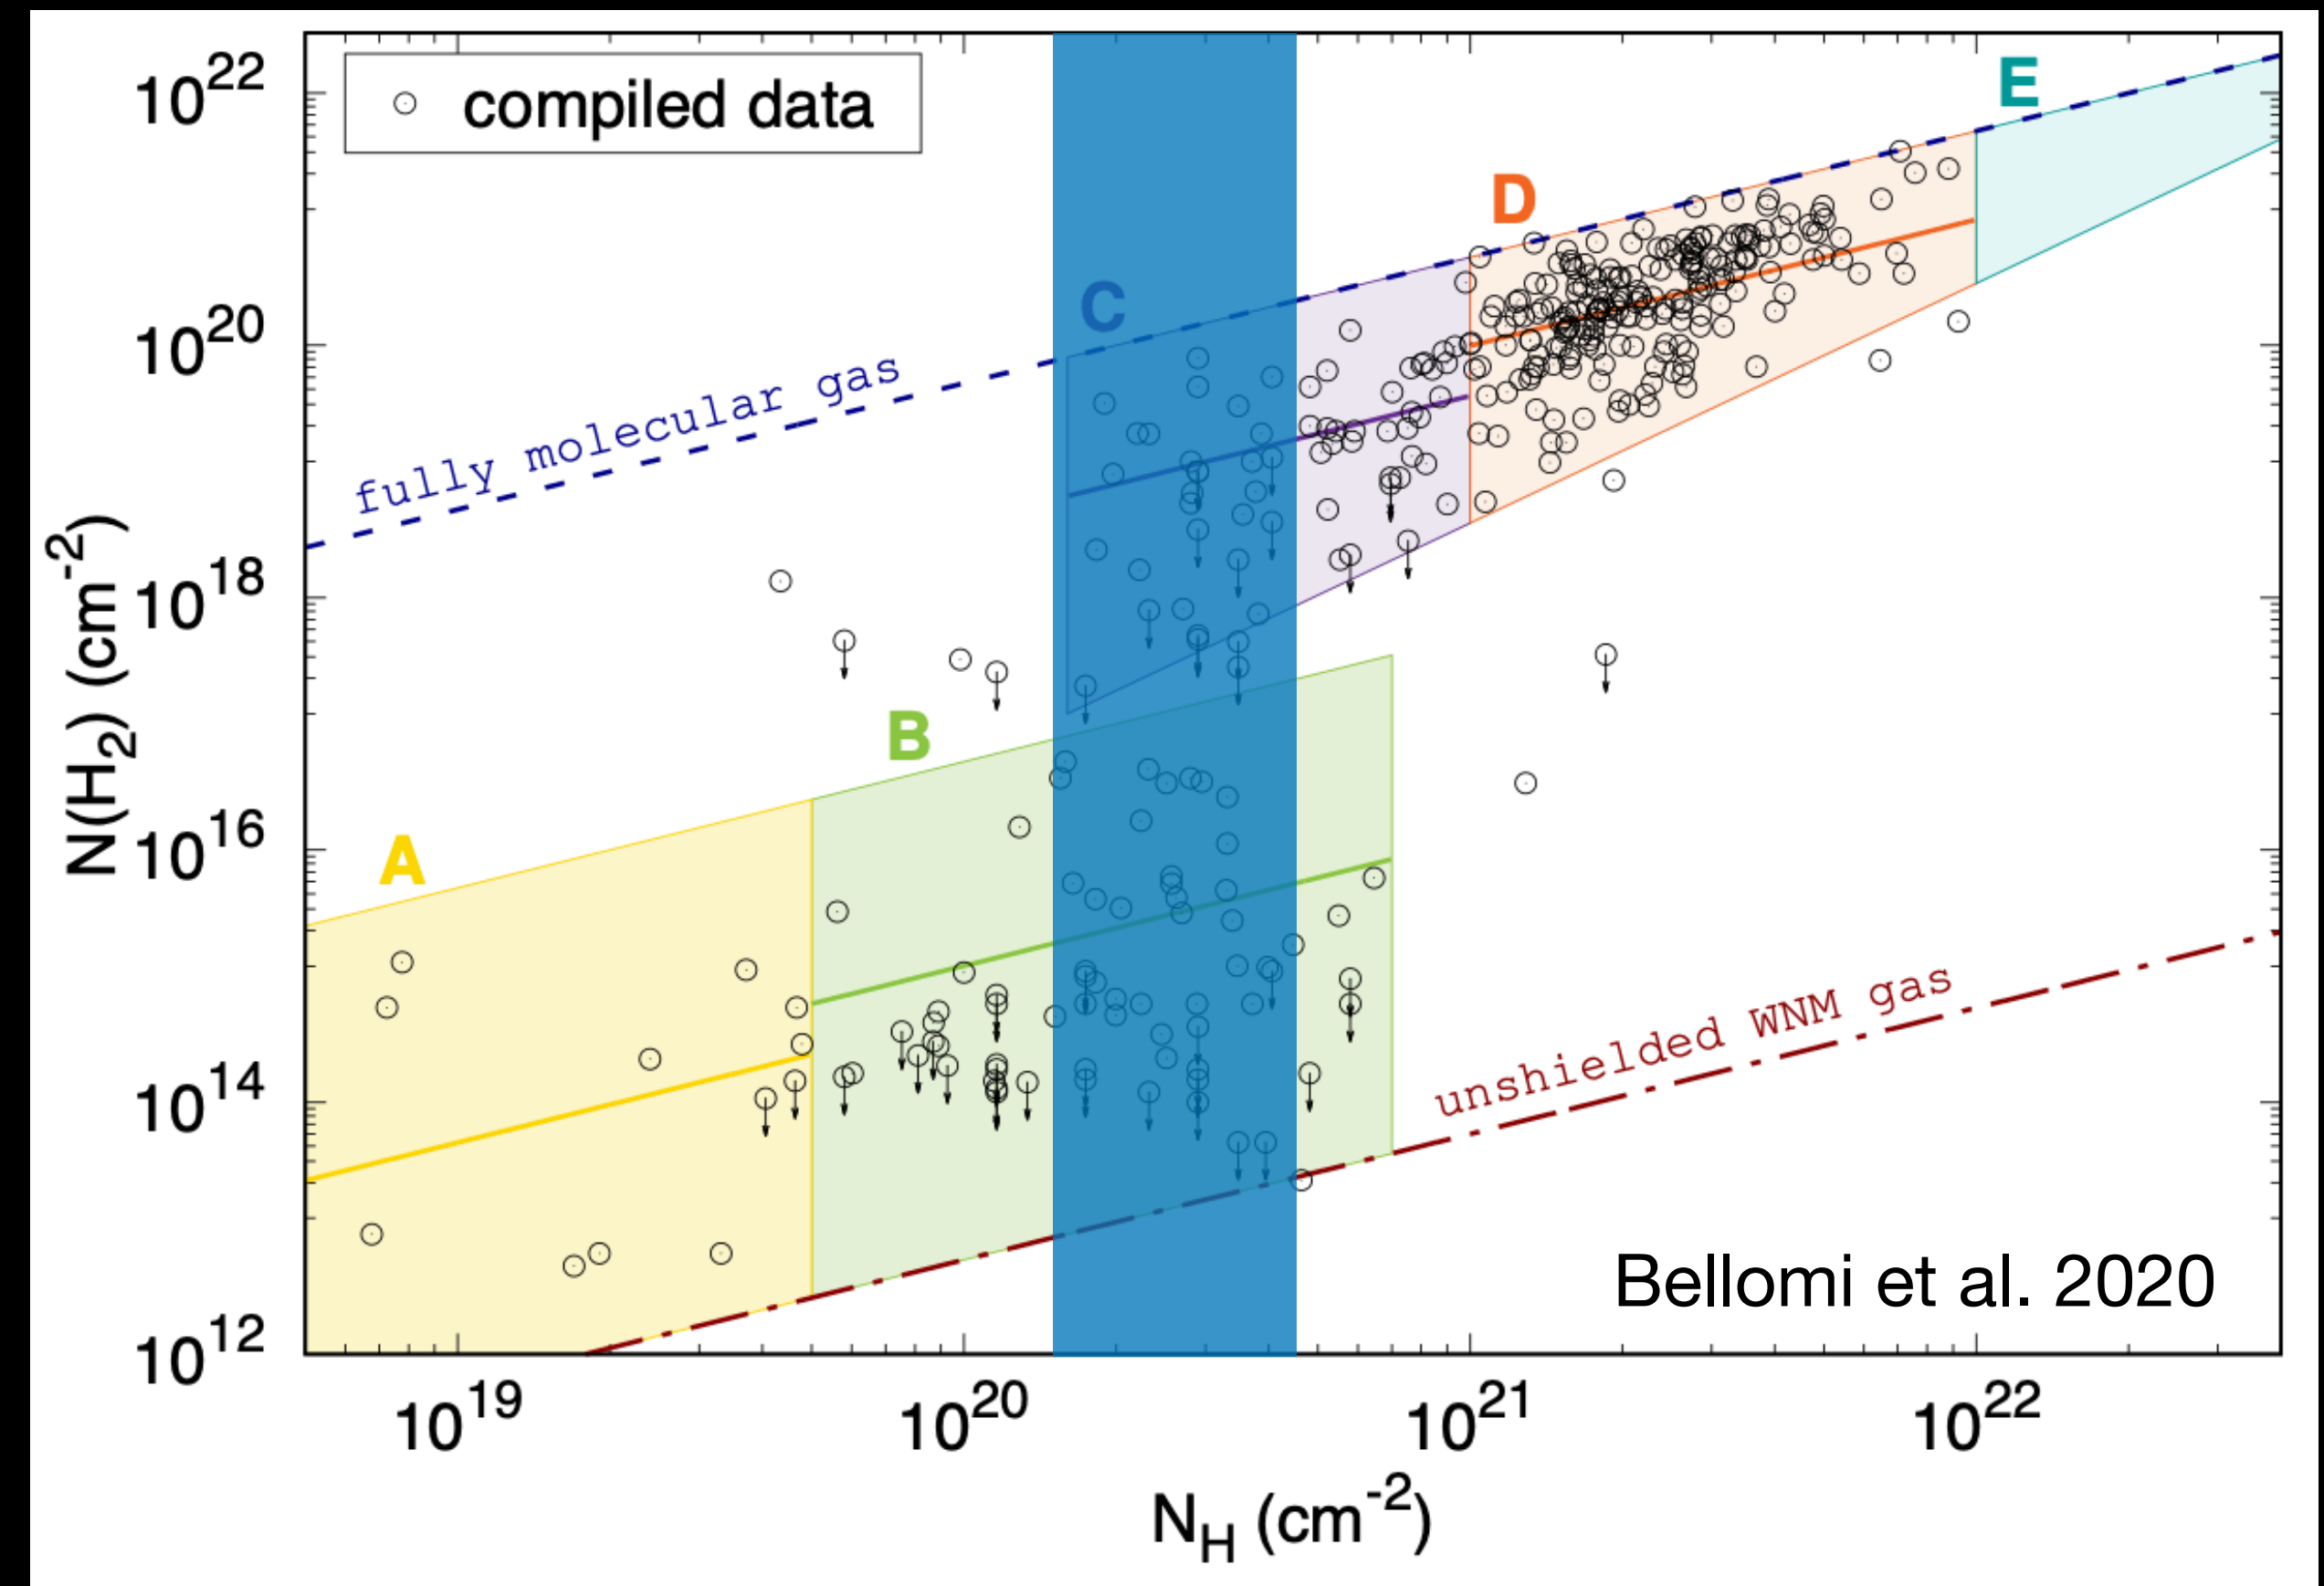 compiled data
10^22
10^20
10^18
10^16
10^14
10^12
N(H_2) (cm^-2)
fully molecular gas
A
B
C
D
E
unshielded WNM gas
Bellomi et al. 2020
10^19
10^20
10^21
10^22
N_H (cm^-2)